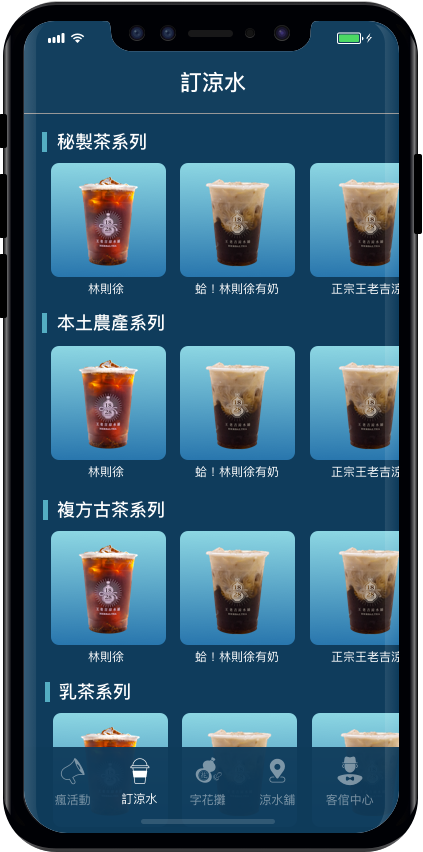 訂涼水
秘製茶系列
林則徐
蛤！林則徐有奶
正宗王老吉涼
本土農產系列
林則徐
蛤！林則徐有奶
正宗王老吉涼
複方古茶系列
林則徐
蛤！林則徐有奶
正宗王老吉涼
乳茶系列
瘋活動 訂涼水 字花攤 涼水舖 客倌中心